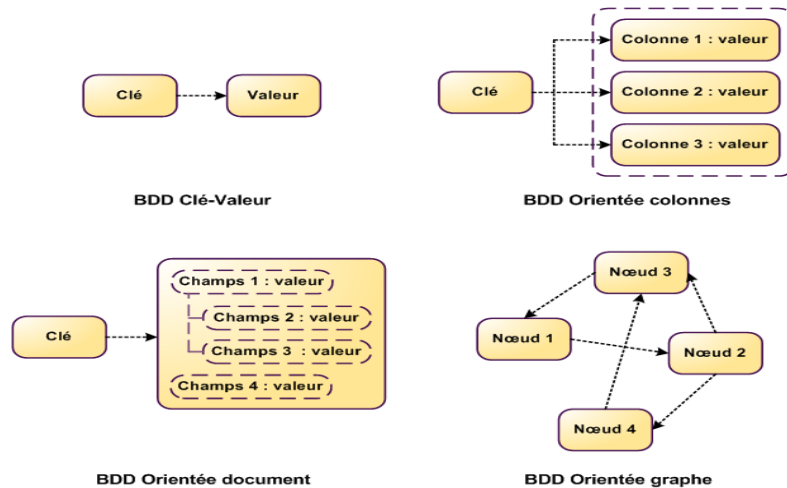 Clé
Valeur
BDD Clé-Valeur
Clé
Colonne 1 : valeur
Colonne 2 : valeur
Colonne 3 : valeur
BDD Orientée colonnes
Clé
Champs 1 : valeur
Champs 2 : valeur
Champs 3 : valeur
Champs 4 : valeur
BDD Orientée document
Nœud 3
Nœud 1
Nœud 2
Nœud 4
BDD Orientée graphe